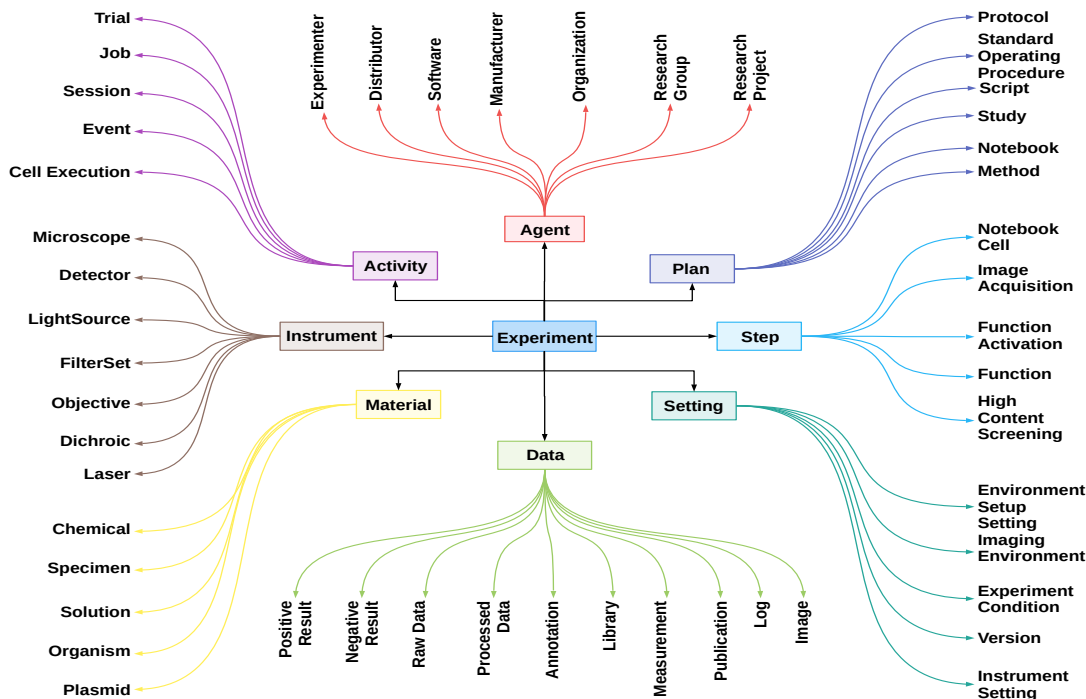 Trial
Job
Session
Event
Cell Execution
Experimenter
Distributor
Software
Manufacturer
Organization
Research
Group
Research
Project
Protocol
Standard
Operating
Procedure
Script
Study
Notebook
Method
Agent
Activity
Plan
Microscope
Detector
LightSource
FilterSet
Objective
Dichroic
Laser
Instrument
Experiment
Step
Notebook
Cell
Image
Acquisition
Function
Activation
Function
High
Content
Screening
Material
Setting
Data
Chemical
Specimen
Solution
Organism
Plasmid
Positive
Result
Negative
Result
Raw Data
Processed
Data
Annotation
Library
Measurement
Publication
Log
Image
Environment
Setup
Setting
Imaging
Environment
Experiment
Condition
Version
Instrument
Setting